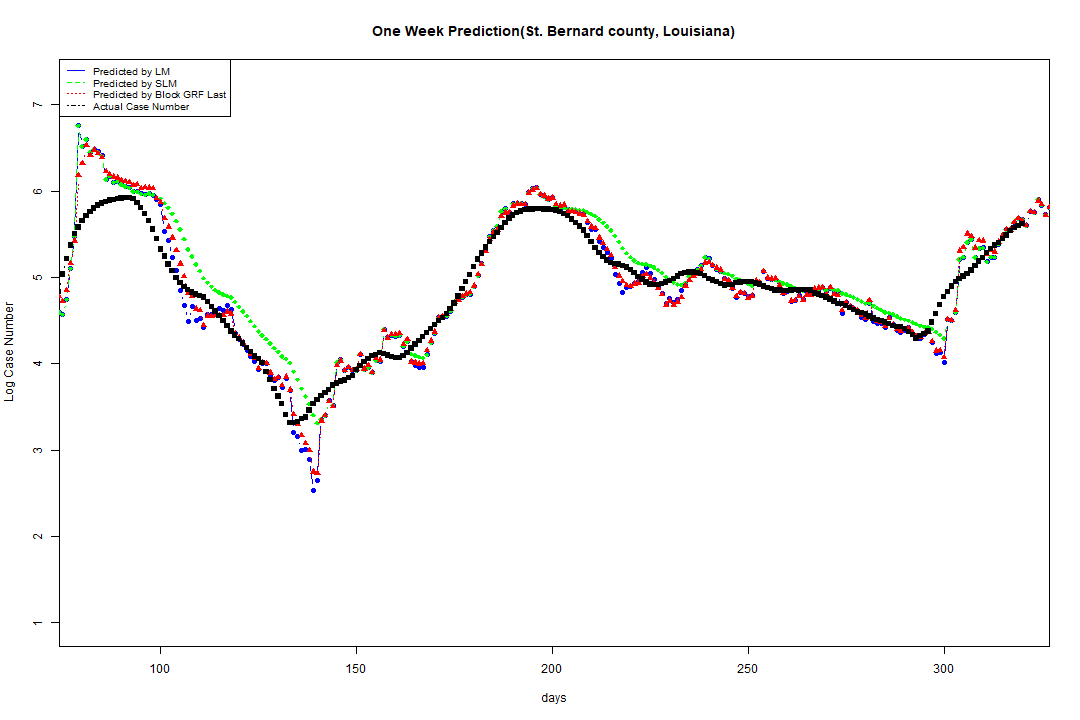 One Week Prediction(St. Bernard county, Louisiana)
Predicted by LM
Predicted by SLM
Predicted by Block GRF Last
Actual Case Number
7
6
5
4
3
2
1
Log Case Number
100 150 200 250 300
days